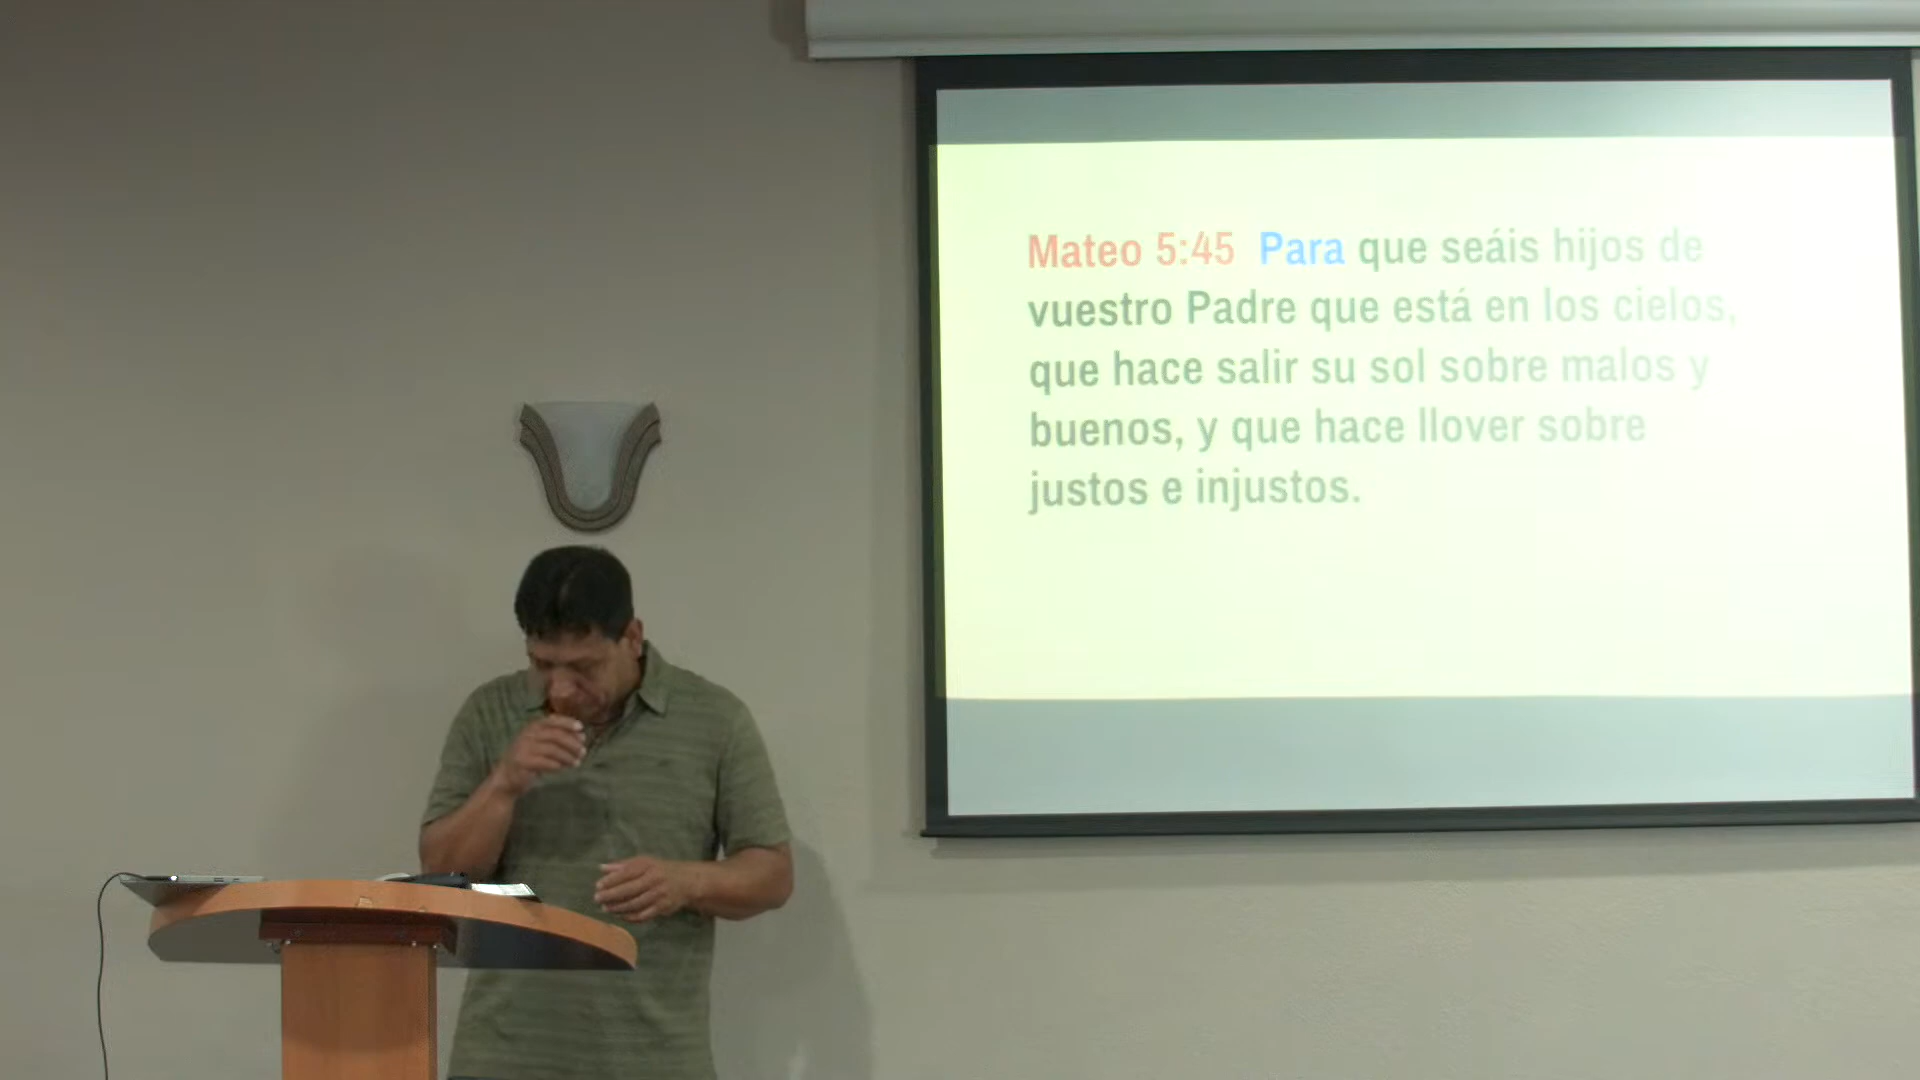 Mateo 5:45 Para que seáis hijos de
vuestro Padre que está en los cielos,
que hace salir su sol sobre malos y
buenos, y que hace llover sobre
justos e injustos.